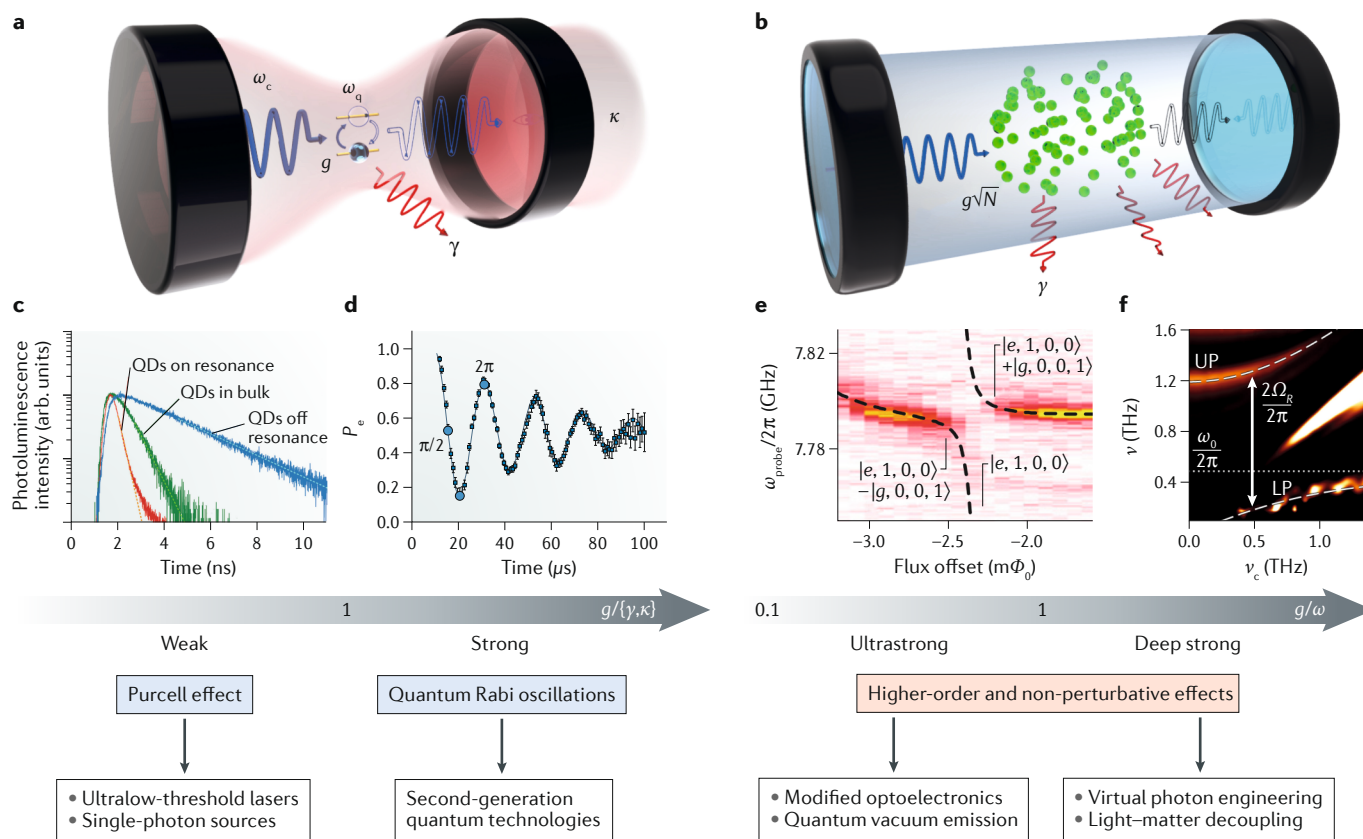 a
ω_c
ω_q
g
κ
γ
b
g√N
γ
c
Photoluminescence
intensity (arb. units)
QDs on resonance
QDs in bulk
QDs off
resonance
0 2 4 6 8 10
Time (ns)
d
P_e
1.0
0.8
0.6
0.4
0.2
0.0
2π
π/2
0 20 40 60 80 100
Time (μs)
e
ω_probe/2π (GHz)
7.82
7.78
|e, 1, 0, 0⟩
+|g, 0, 0, 1⟩
|e, 1, 0, 0⟩
−|g, 0, 0, 1⟩
|e, 1, 0, 0⟩
−3.0 −2.5 −2.0
Flux offset (mΦ_0)
f
ν (THz)
1.6
1.2
0.8
0.4
UP
2Ω_R
2π
ω_0
2π
LP
0.0 0.5 1.0
ν_c (THz)
1 g/{γ,κ}
Weak Strong
Purcell effect
Quantum Rabi oscillations
• Ultralow-threshold lasers
• Single-photon sources
Second-generation
quantum technologies
0.1 1 g/ω
Ultrastrong Deep strong
Higher-order and non-perturbative effects
• Modified optoelectronics
• Quantum vacuum emission
• Virtual photon engineering
• Light–matter decoupling